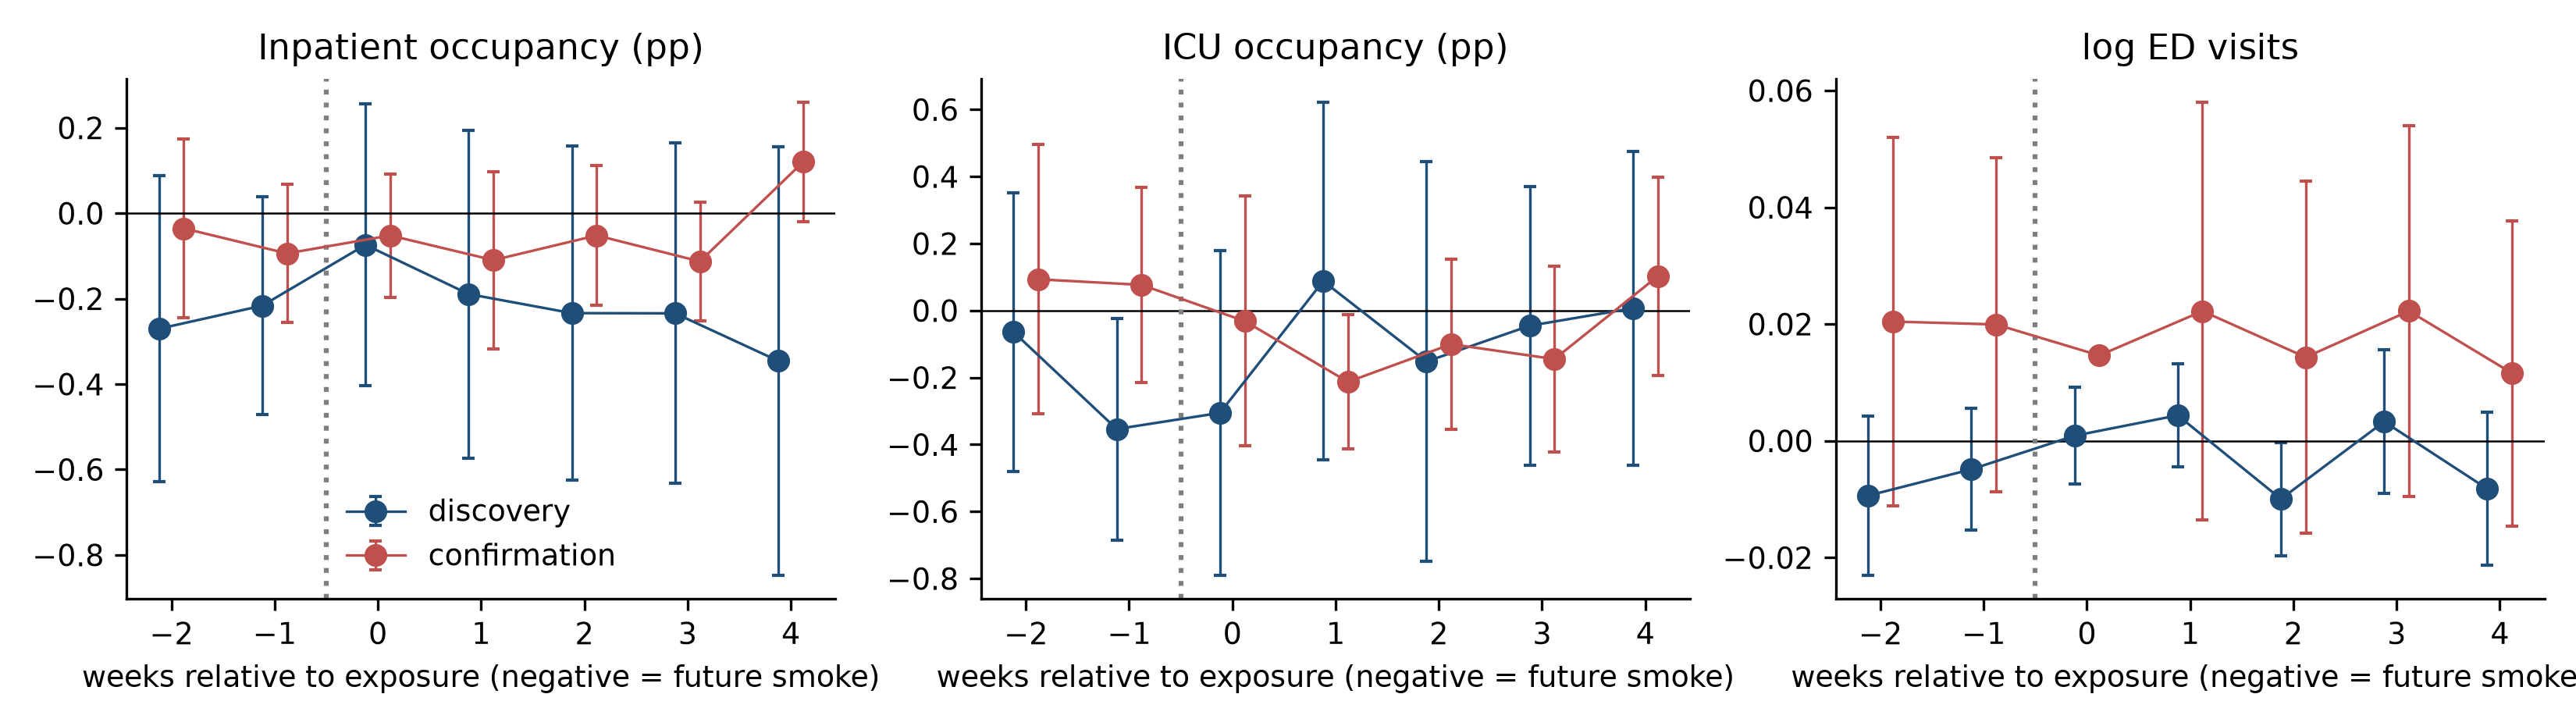 Inpatient occupancy (pp)
0.2
0.0
−0.2
−0.4
−0.6
−0.8
discovery
confirmation
−2 −1 0 1 2 3 4
weeks relative to exposure (negative = future smoke)
ICU occupancy (pp)
0.6
0.4
0.2
0.0
−0.2
−0.4
−0.6
−0.8
−2 −1 0 1 2 3 4
weeks relative to exposure (negative = future smoke)
log ED visits
0.06
0.04
0.02
0.00
−0.02
−2 −1 0 1 2 3 4
weeks relative to exposure (negative = future smoke